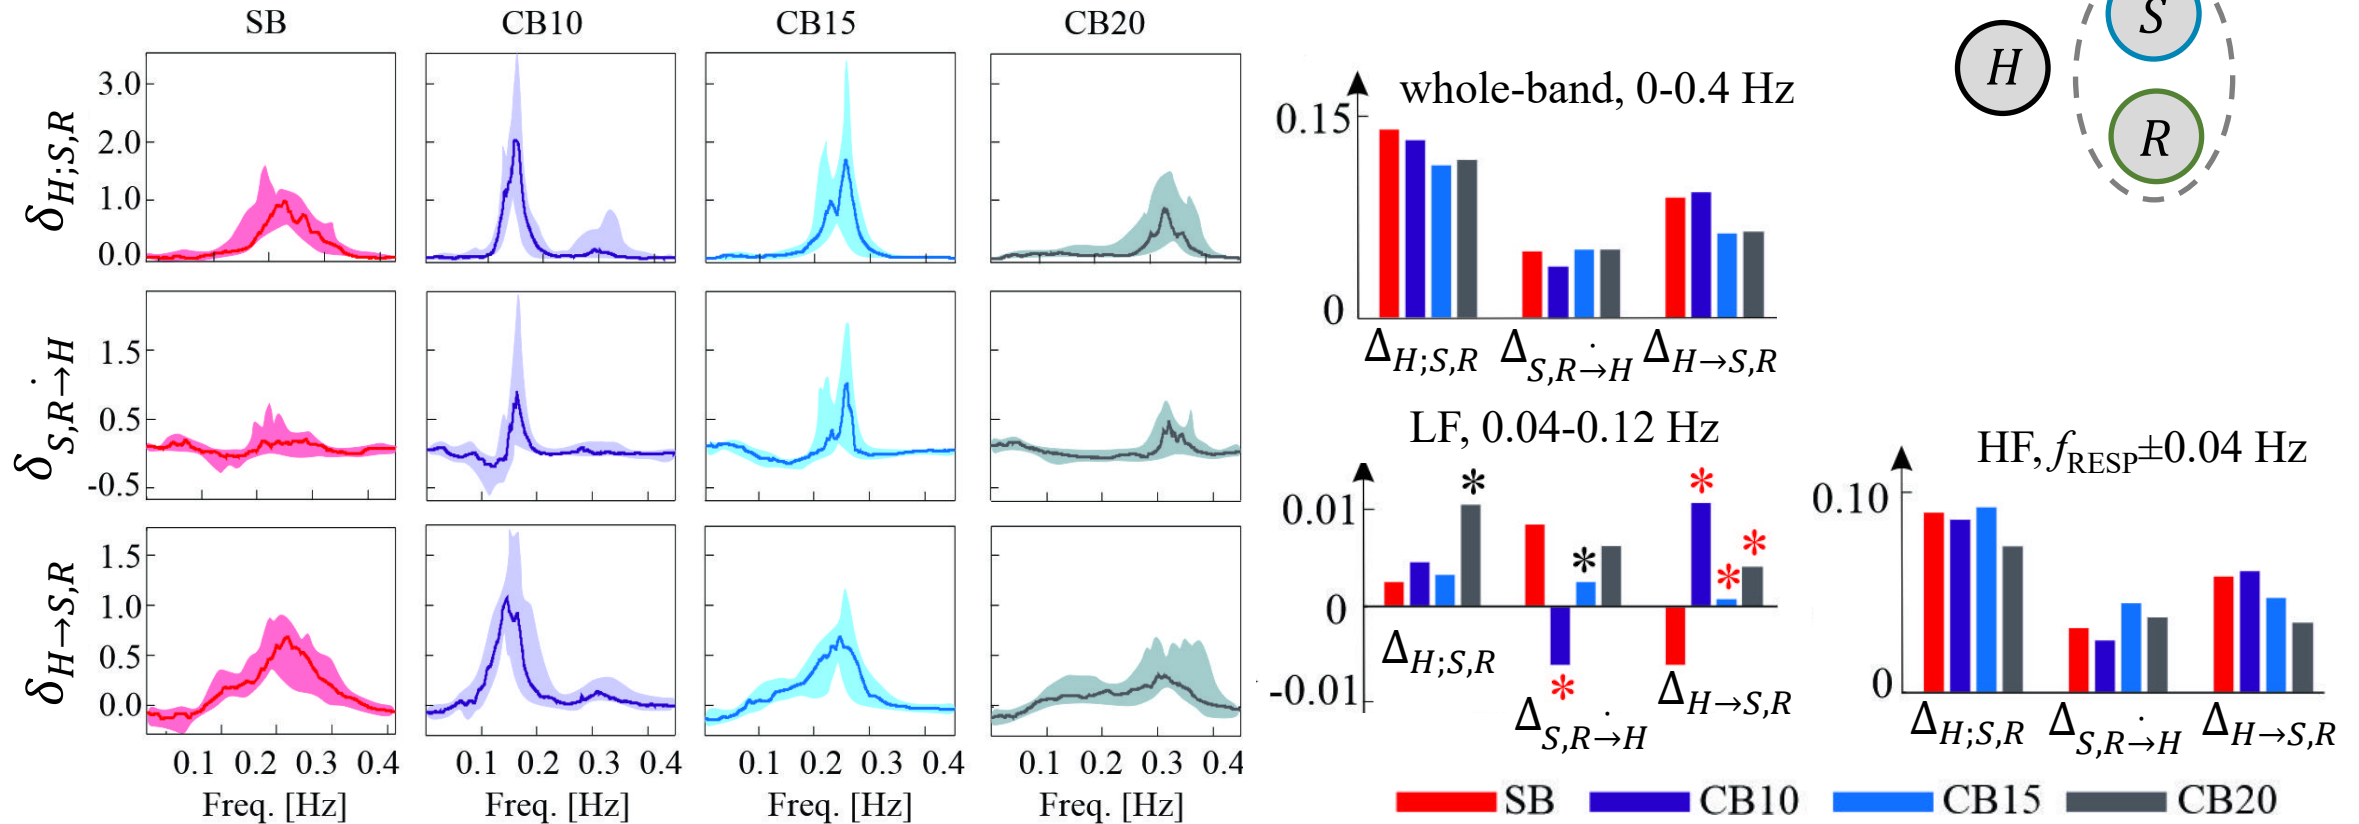 SB CB10 CB15 CB20
δH;S,R
3.0
2.0
1.0
0.0
δS,R→̇H
1.5
0.5
-0.5
δH→S,R
1.5
1.0
0.5
0.0
0.1 0.2 0.3 0.4
0.1 0.2 0.3 0.4
0.1 0.2 0.3 0.4
0.1 0.2 0.3 0.4
Freq. [Hz] Freq. [Hz] Freq. [Hz] Freq. [Hz]
whole-band, 0-0.4 Hz
0.15
0
ΔH;S,R ΔS,R→̇H ΔH→S,R
H
S
R
LF, 0.04-0.12 Hz
0.01
0
-0.01
* * * * * *
ΔH;S,R
ΔS,R→̇H
ΔH→S,R
HF, fRESP±0.04 Hz
0.10
0
ΔH;S,R ΔS,R→̇H ΔH→S,R
SB CB10 CB15 CB20